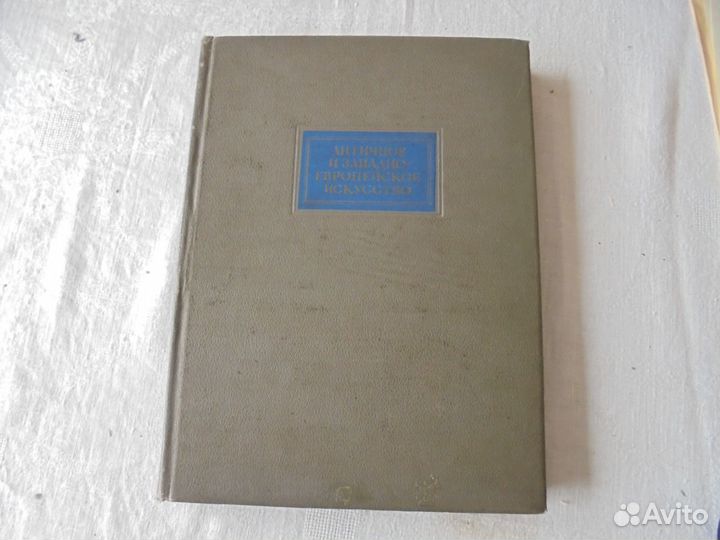 АНТИЧНОЕ
И ЗАПАДНО-
ЕВРОПЕЙСКОЕ
ИСКУССТВО
Avito